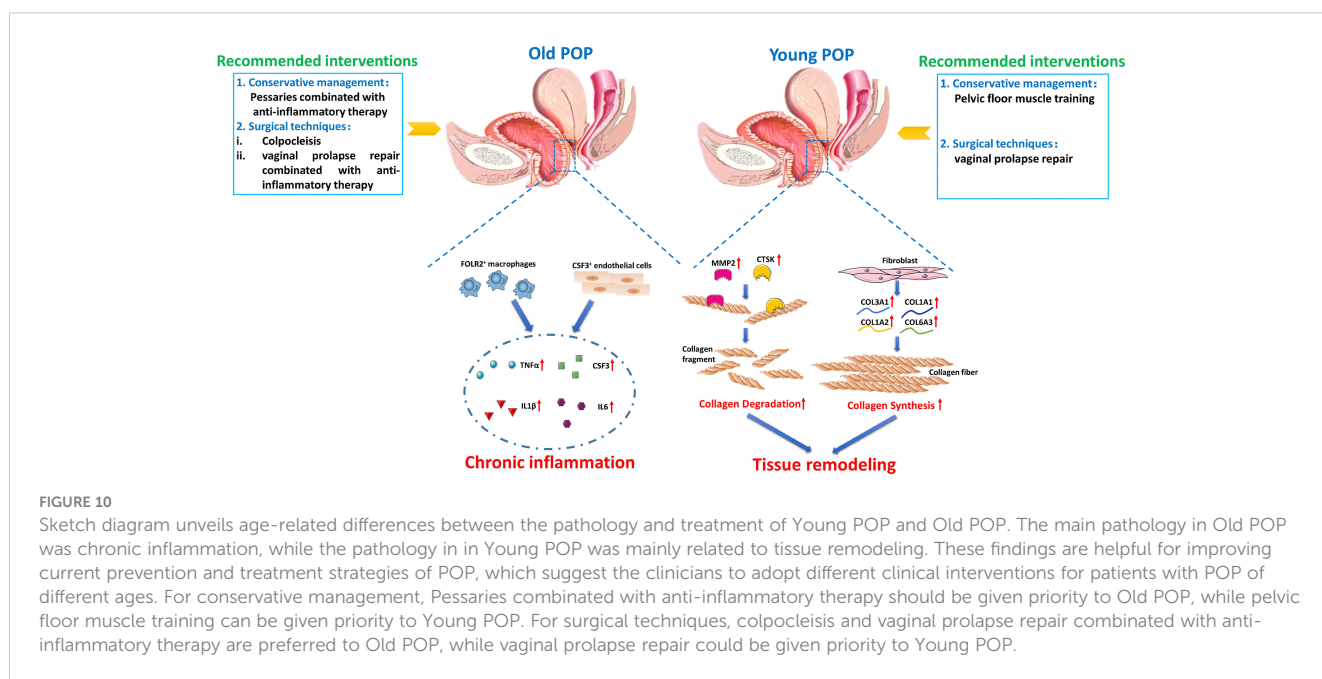 Old POP
Young POP
Recommended interventions
1. Conservative management：
Pessaries combined with
anti-inflammatory therapy
2. Surgical techniques：
i. Colpocleisis
ii. vaginal prolapse repair
combined with anti-
inflammatory therapy
Recommended interventions
1. Conservative management：
Pelvic floor muscle training
2. Surgical techniques：
vaginal prolapse repair
FOLR2⁺ macrophages
CSF3⁺ endothelial cells
TNFα↑
CSF3↑
IL1β↑
IL6↑
Chronic inflammation
MMP2↑
CTSK↑
Collagen
fragment
Collagen Degradation↑
Fibroblast
COL3A1↑
COL1A1↑
COL1A2↑
COL6A3↑
Collagen fiber
Collagen Synthesis ↑
Tissue remodeling
FIGURE 10
Sketch diagram unveils age-related differences between the pathology and treatment of Young POP and Old POP. The main pathology in Old POP
was chronic inflammation, while the pathology in in Young POP was mainly related to tissue remodeling. These findings are helpful for improving
current prevention and treatment strategies of POP, which suggest the clinicians to adopt different clinical interventions for patients with POP of
different ages. For conservative management, Pessaries combined with anti-inflammatory therapy should be given priority to Old POP, while pelvic
floor muscle training can be given priority to Young POP. For surgical techniques, colpocleisis and vaginal prolapse repair combined with anti-
inflammatory therapy are preferred to Old POP, while vaginal prolapse repair could be given priority to Young POP.